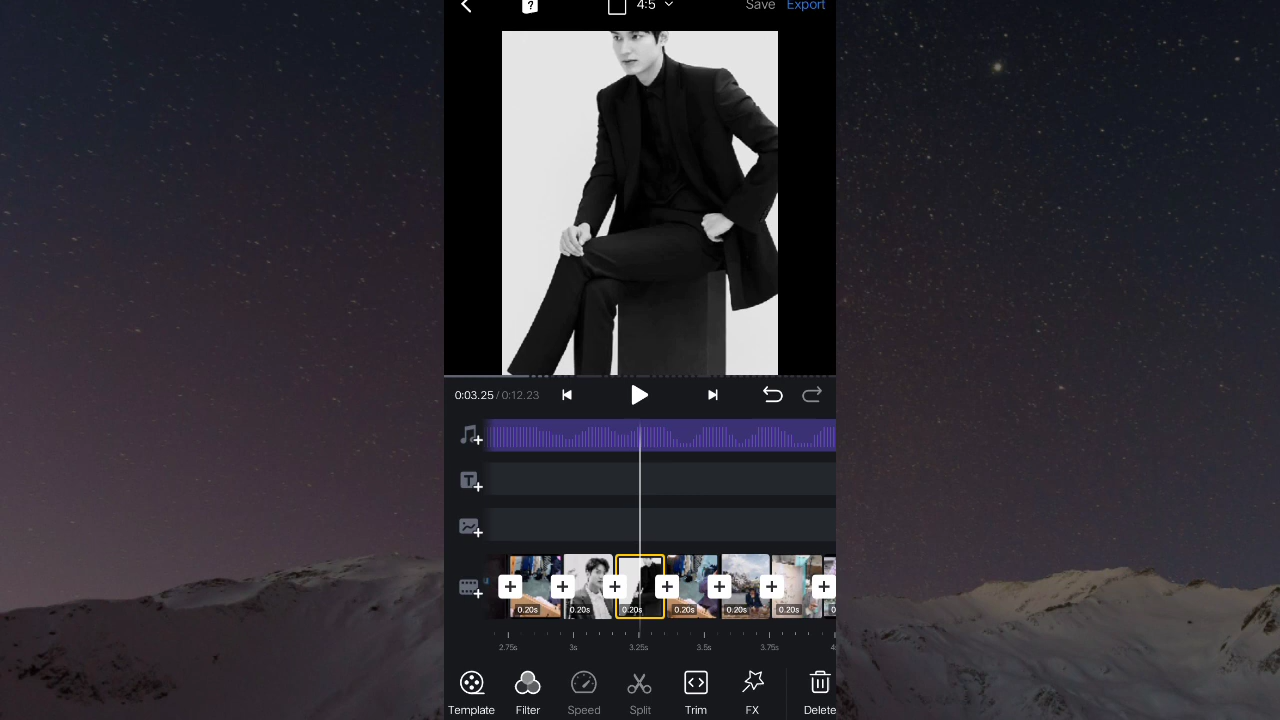 ? 4:5 Save Export
0:03.25 / 0:12.23
T
0.20s 0.20s 0.20s 0.20s 0.20s 0.20s
2.75s 3s 3.25s 3.5s 3.75s
Template Filter Speed Split Trim FX Delete